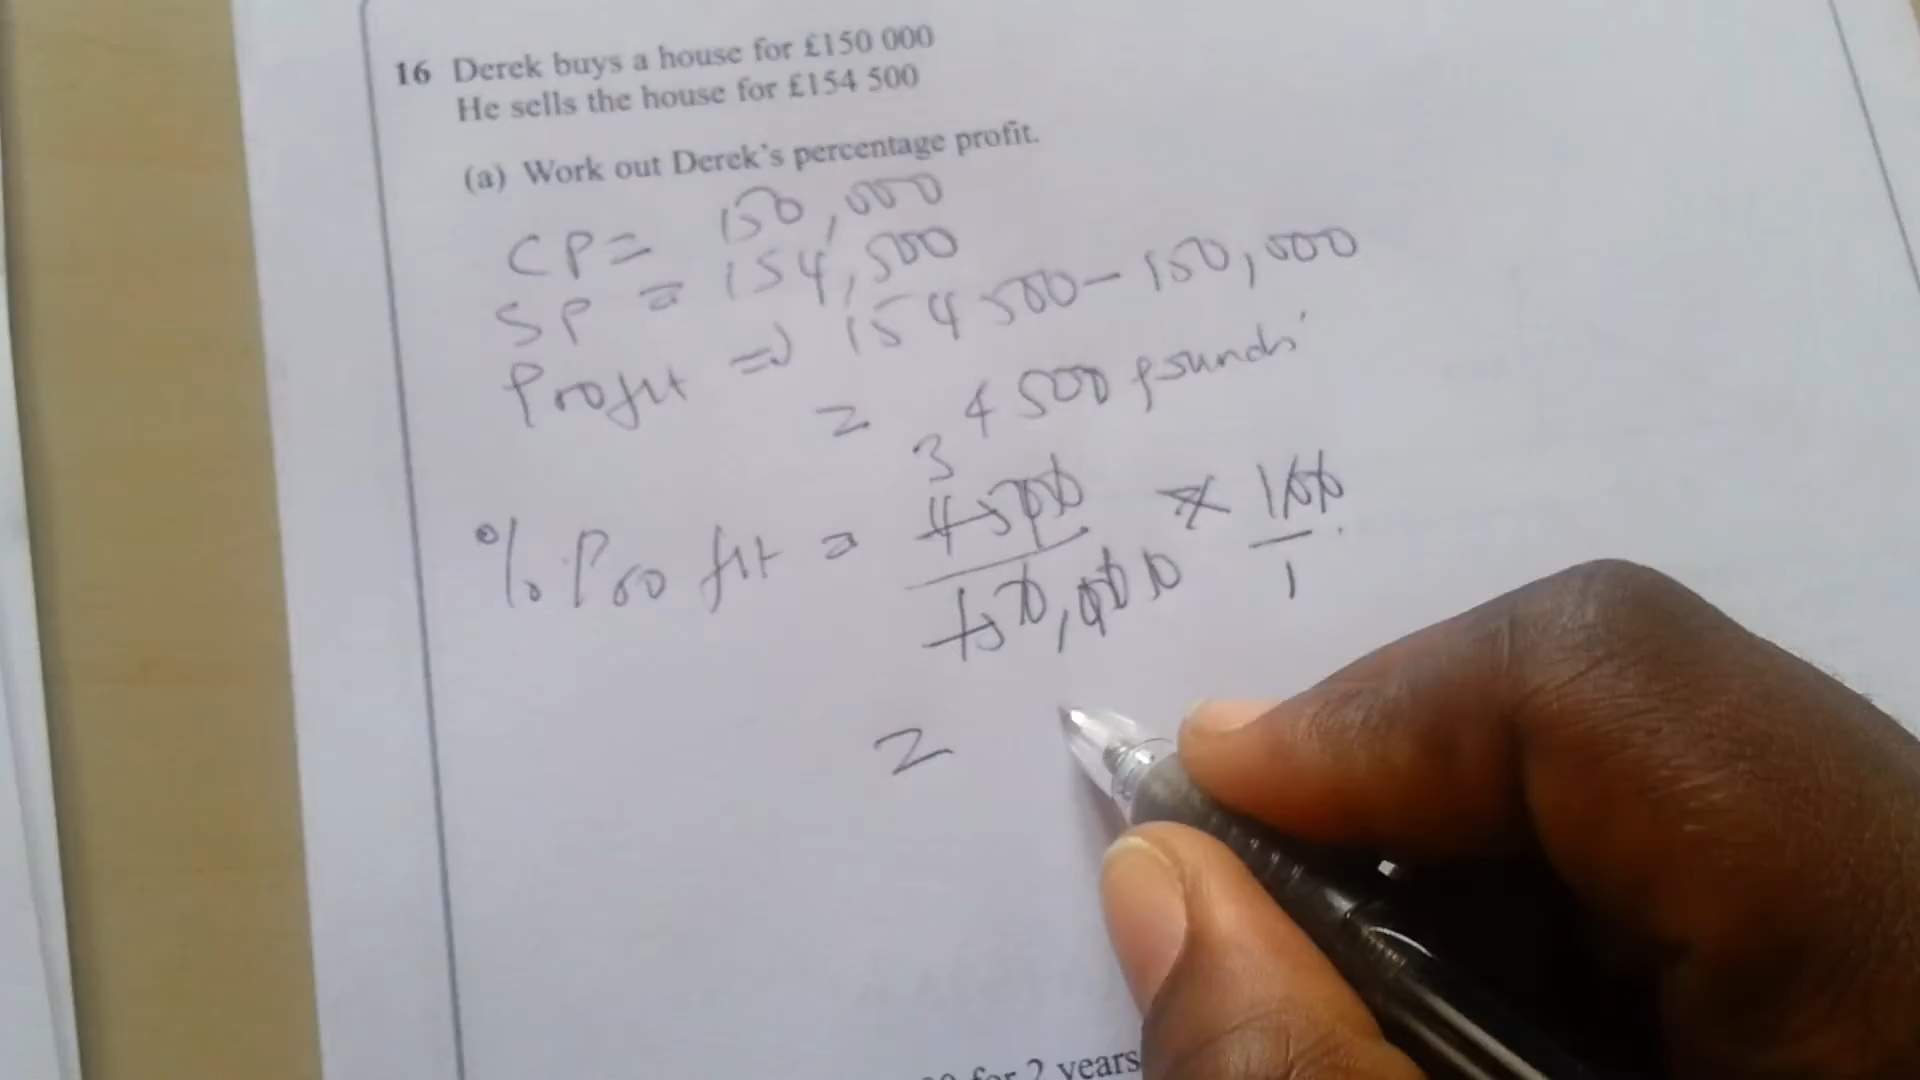 16 Derek buys a house for £150 000
He sells the house for £154 500
(a) Work out Derek's percentage profit.
CP = 150,000
SP = 154,500
Profit ⇒ 154 500 - 150,000
= 4 500 pounds
3
% Profit = 4500/150,000 × 100/1
=
for 2 years